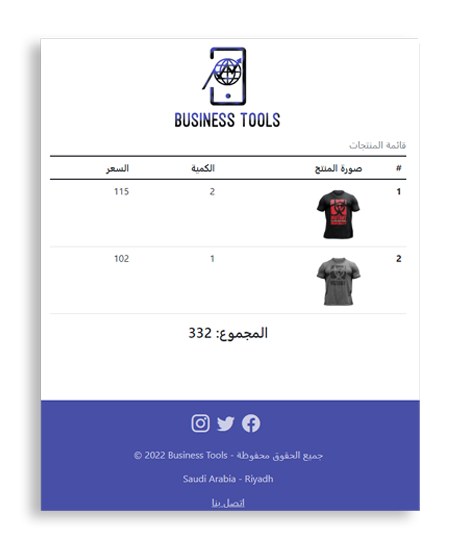 BUSINESS TOOLS
قائمة المنتجات
# صورة المنتج الكمية السعر
1 2 115
2 1 102
المجموع: 332
جميع الحقوق محفوظة - Business Tools 2022 ©
Saudi Arabia - Riyadh
اتصل بنا